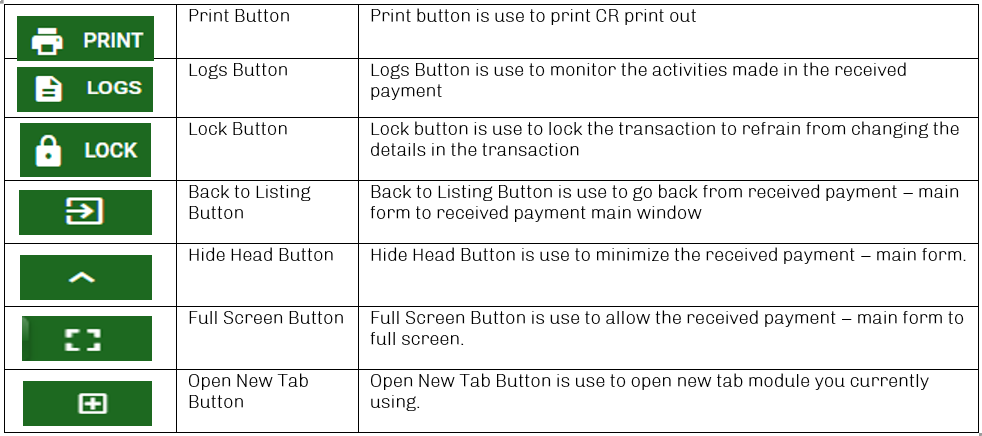 PRINT
Print Button
Print button is use to print CR print out
LOGS
Logs Button
Logs Button is use to monitor the activities made in the received
payment
LOCK
Lock Button
Lock button is use to lock the transaction to refrain from changing the
details in the transaction
Back to Listing
Button
Back to Listing Button is use to go back from received payment – main
form to received payment main window
Hide Head Button
Hide Head Button is use to minimize the received payment – main form.
Full Screen Button
Full Screen Button is use to allow the received payment – main form to
full screen.
Open New Tab
Button
Open New Tab Button is use to open new tab module you currently
using.